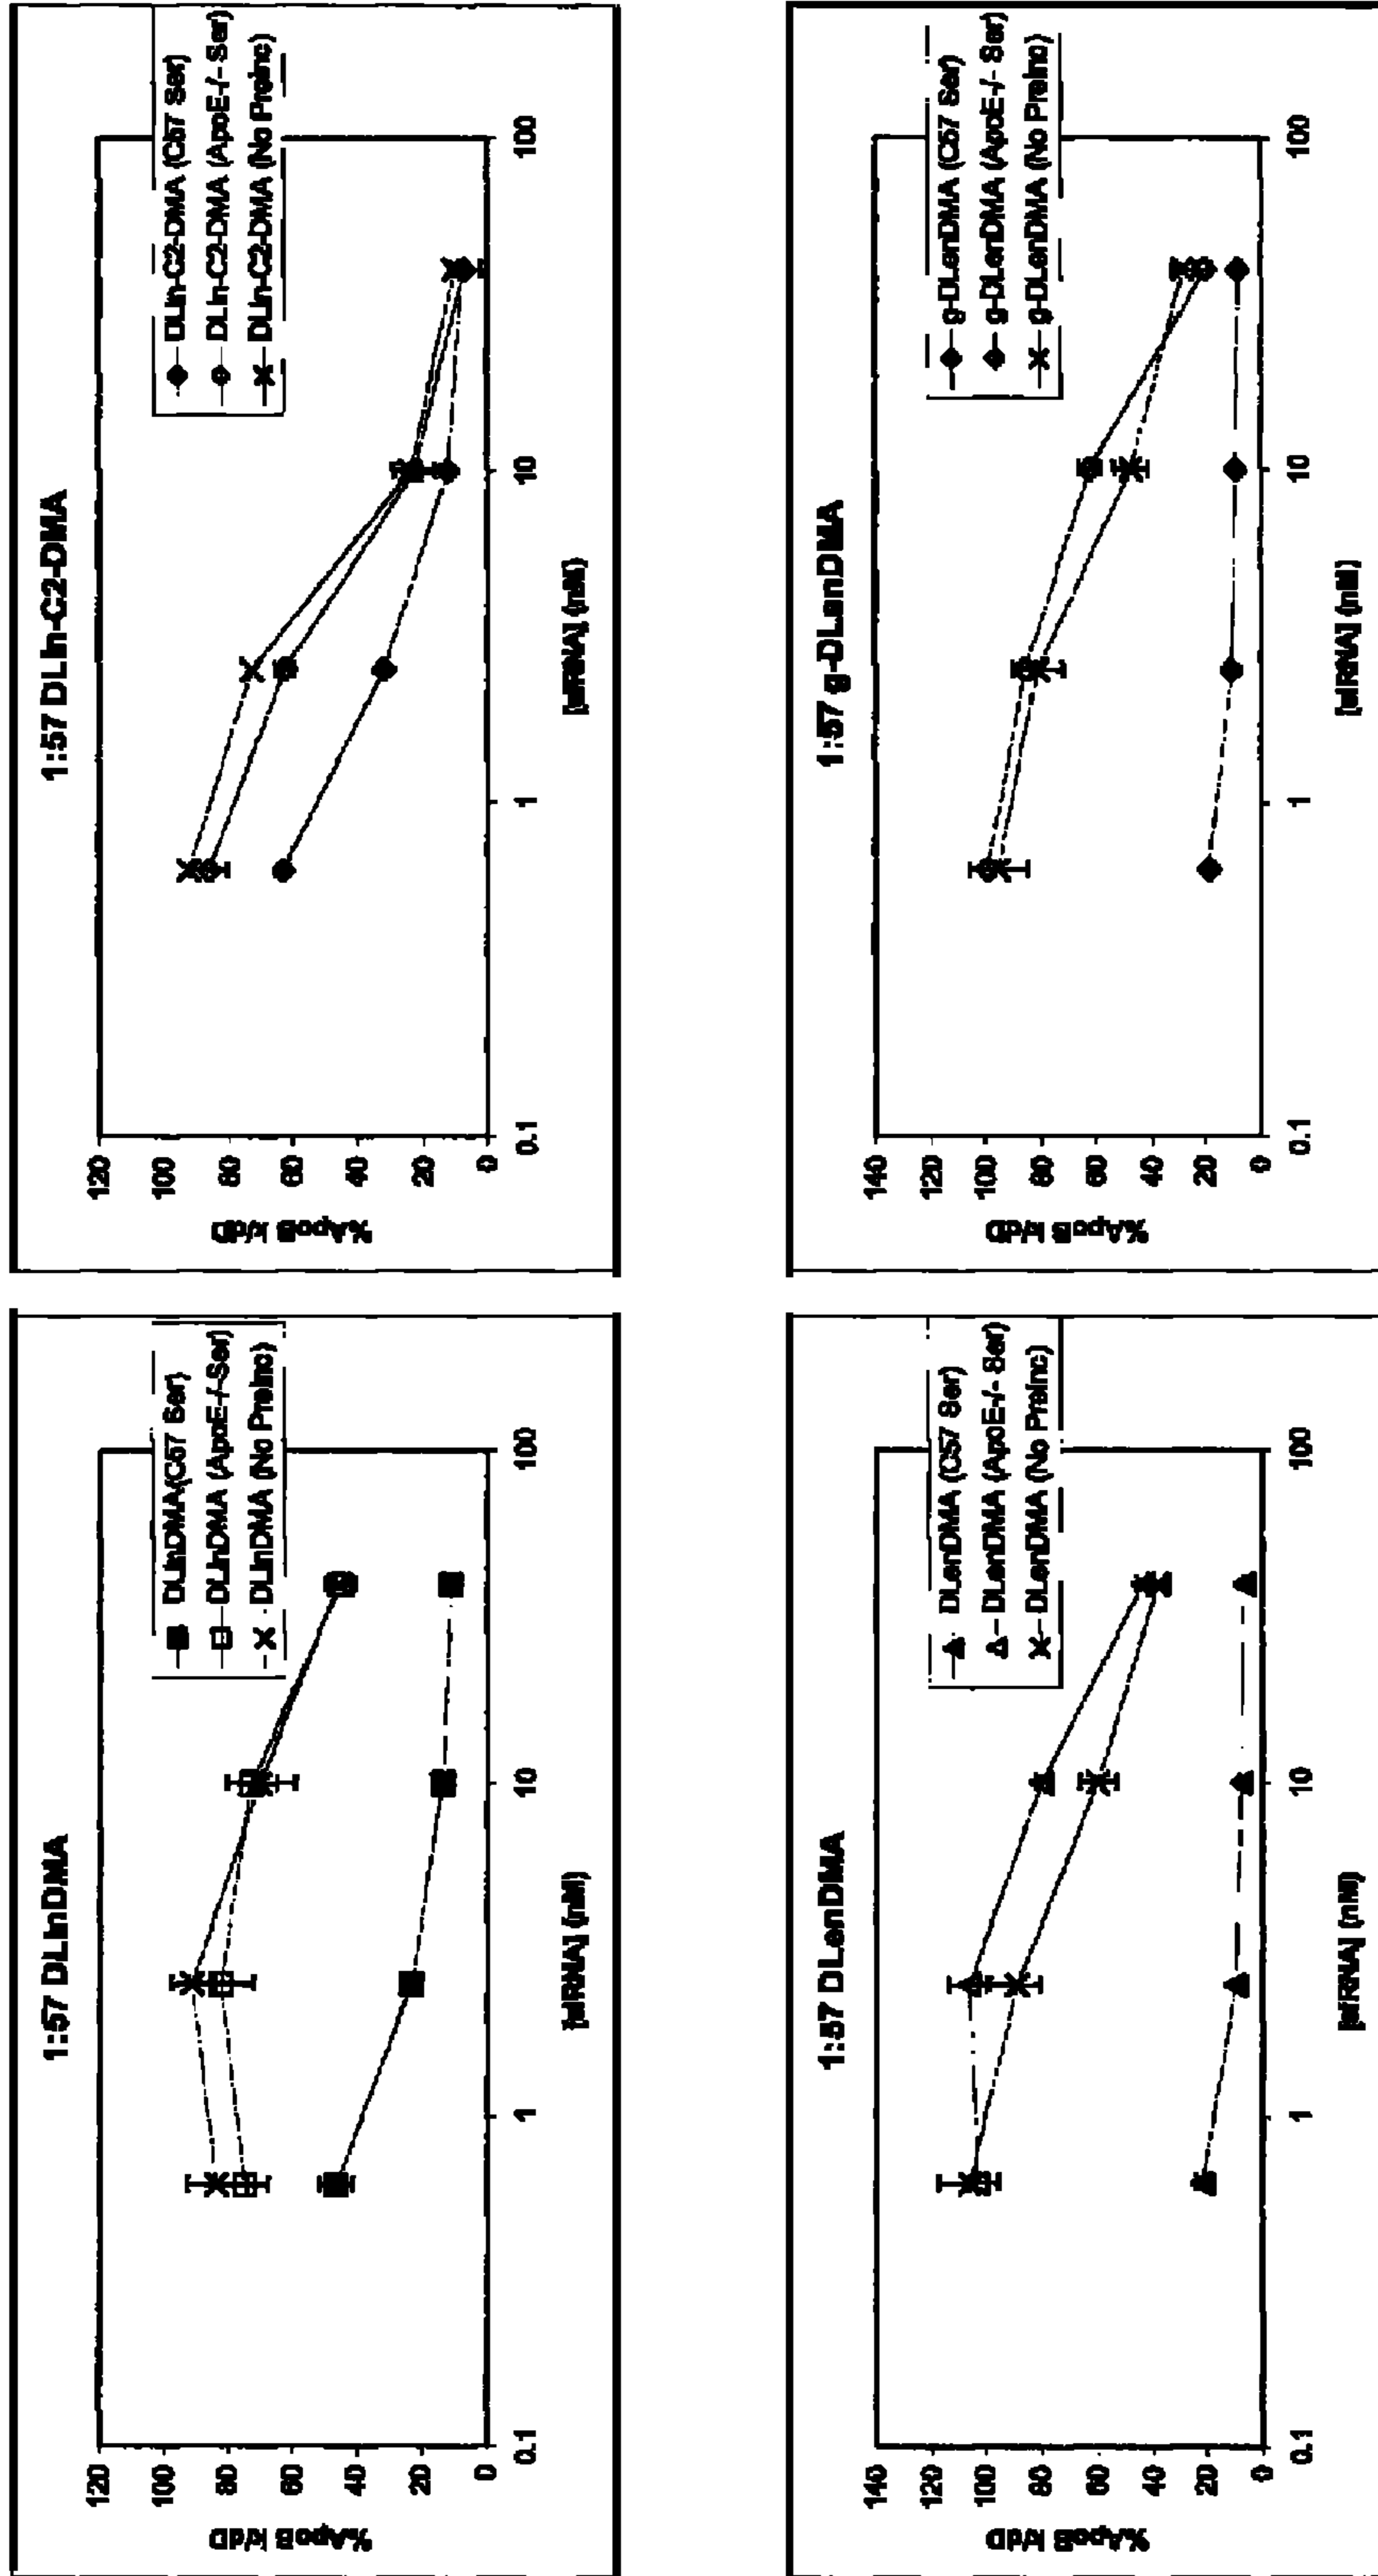 1:57 DLinDMA
%ApoB k/dD
120
100
80
60
40
20
0
0.1
1
10
100
[siRNA] (nM)
DLinDMA(C57 Ser)
DLinDMA (ApoE-/-Ser)
DLinDMA (No PreInc)
1:57 DLin-C2-DMA
%ApoB k/dD
120
100
80
60
40
20
0
0.1
1
10
100
[siRNA] (nM)
DLin-C2-DMA (C57 Ser)
DLin-C2-DMA (ApoE-/- Ser)
DLin-C2-DMA (No PreInc)
1:57 DLenDMA
%ApoB k/dD
140
120
100
80
60
40
20
0
0.1
1
10
100
[siRNA] (nM)
DLenDMA (C57 Ser)
DLenDMA (ApoE-/- Ser)
DLenDMA (No PreInc)
1:57 g-DLenDMA
%ApoB k/dD
140
120
100
80
60
40
20
0
0.1
1
10
100
[siRNA] (nM)
g-DLenDMA (C57 Ser)
g-DLenDMA (ApoE-/- Ser)
g-DLenDMA (No PreInc)